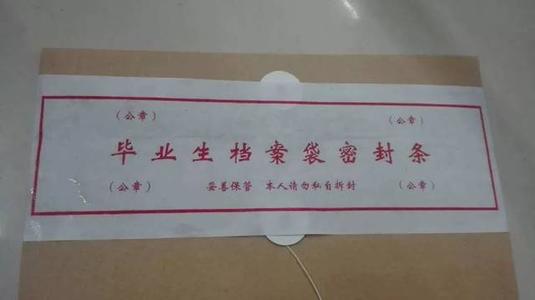 （公章） （公章）
毕业生档案袋密封条
（公章） 妥善保管 本人请勿私自拆封 （公章）